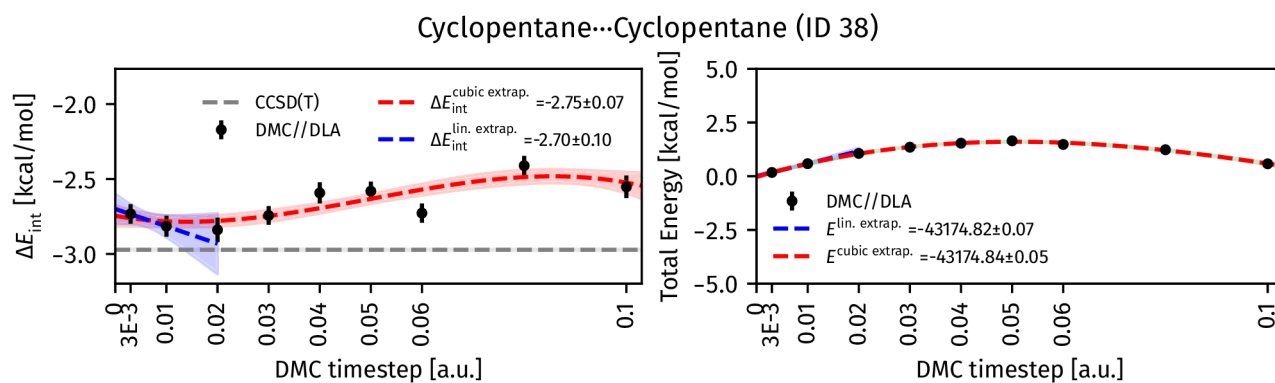 Cyclopentane···Cyclopentane (ID 38)
ΔE_int [kcal/mol]
−2.0
−2.5
−3.0
CCSD(T)
DMC//DLA
ΔE_int^cubic extrap. =-2.75±0.07
ΔE_int^lin. extrap. =-2.70±0.10
0
3E-3
0.01
0.02
0.03
0.04
0.05
0.06
0.1
DMC timestep [a.u.]
Total Energy [kcal/mol]
5.0
2.5
0.0
−2.5
−5.0
DMC//DLA
E^lin. extrap. =-43174.82±0.07
E^cubic extrap. =-43174.84±0.05
0
3E-3
0.01
0.02
0.03
0.04
0.05
0.06
0.1
DMC timestep [a.u.]